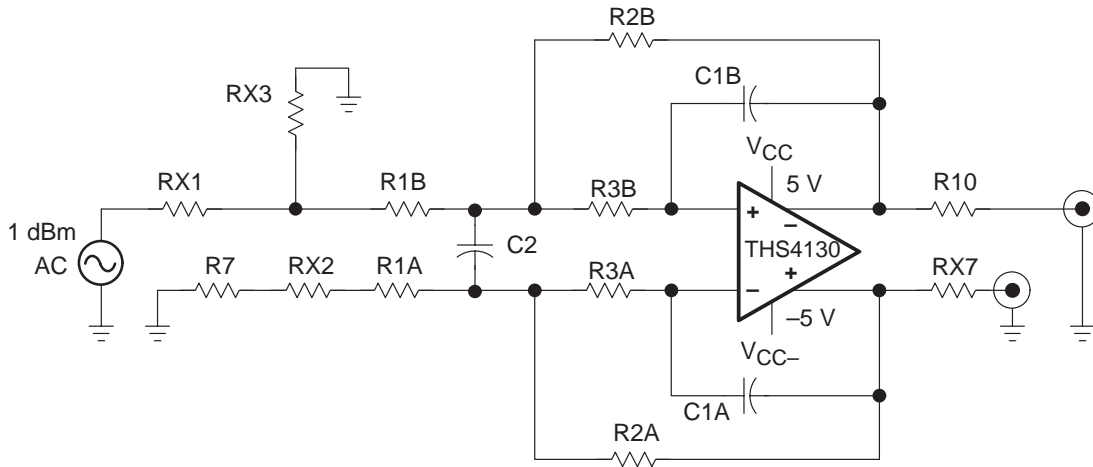 R2B
C1B
RX3
VCC
5 V
RX1
R1B
R3B
R10
+
–
1 dBm
AC
C2
THS4130
R7
RX2
R1A
R3A
+
–
RX7
–5 V
VCC–
C1A
R2A